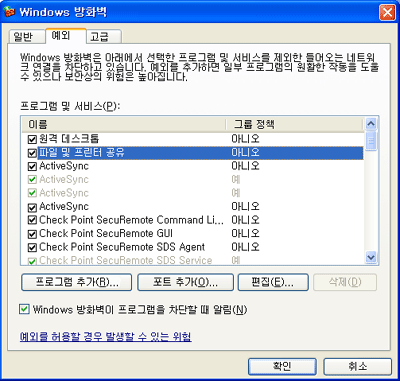 Windows 방화벽
일반 예외 고급
Windows 방화벽은 아래에서 선택한 프로그램 및 서비스를 제외한 들어오는 네트워
크 연결을 차단하고 있습니다. 예외를 추가하면 일부 프로그램의 원활한 작동을 도울
수 있으나 보안상의 위험은 높아집니다.
프로그램 및 서비스(P):
이름 그룹 정책
원격 데스크톱 아니오
파일 및 프린터 공유 아니오
ActiveSync 아니오
ActiveSync 예
ActiveSync 예
ActiveSync 아니오
Check Point SecuRemote Command Li... 아니오
Check Point SecuRemote GUI 아니오
Check Point SecuRemote SDS Agent 아니오
Check Point SecuRemote SDS Service 예
프로그램 추가(R)... 포트 추가(O)... 편집(E)... 삭제(D)
Windows 방화벽이 프로그램을 차단할 때 알림(N)
예외를 허용할 경우 발생할 수 있는 위험
확인 취소